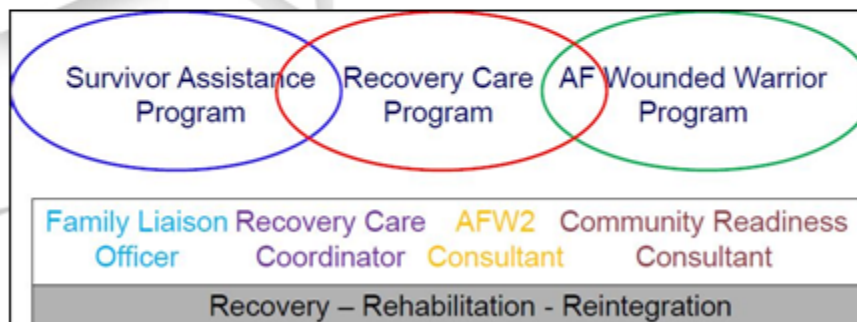 Survivor Assistance Recovery Care AF Wounded Warrior
Program Program Program
Family Liaison Recovery Care AFW2 Community Readiness
Officer Coordinator Consultant Consultant
Recovery – Rehabilitation - Reintegration